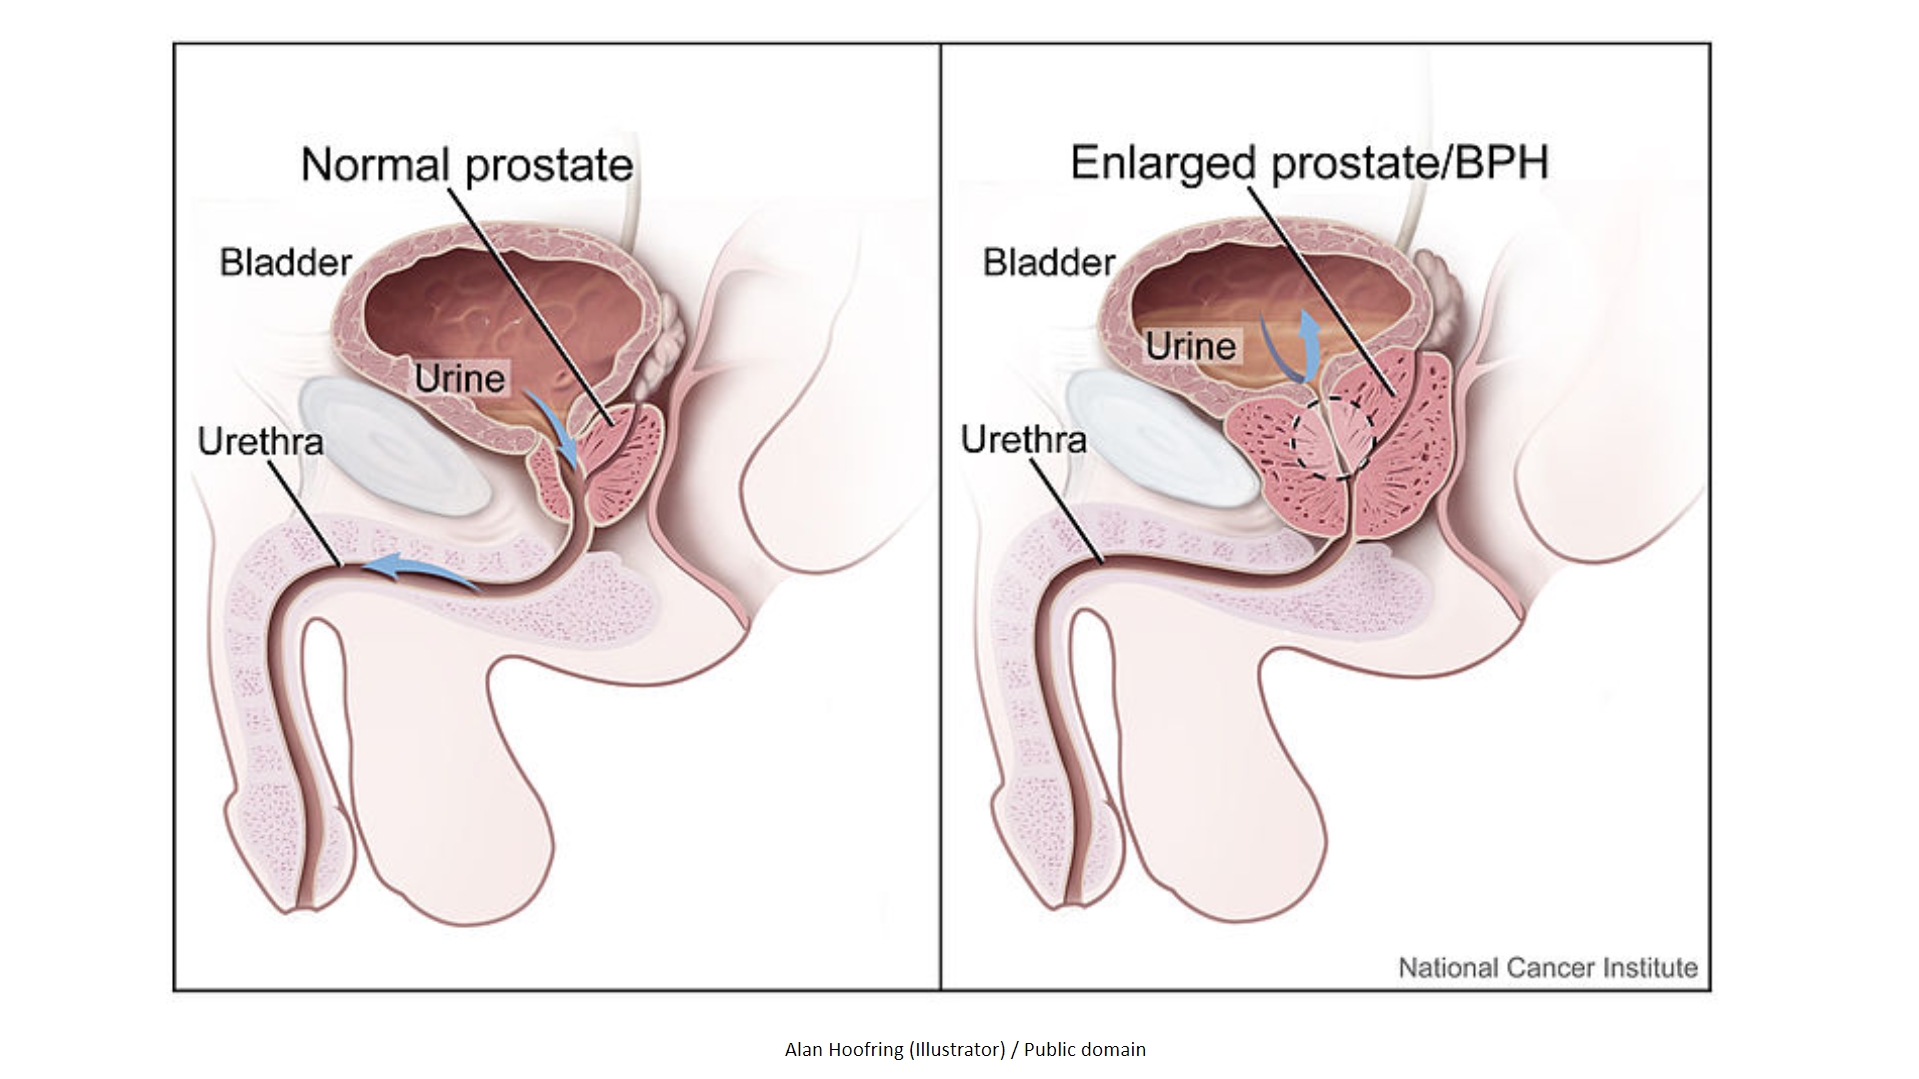 Normal prostate
Bladder
Urine
Urethra
Enlarged prostate/BPH
Bladder
Urine
Urethra
National Cancer Institute
Alan Hoofring (Illustrator) / Public domain